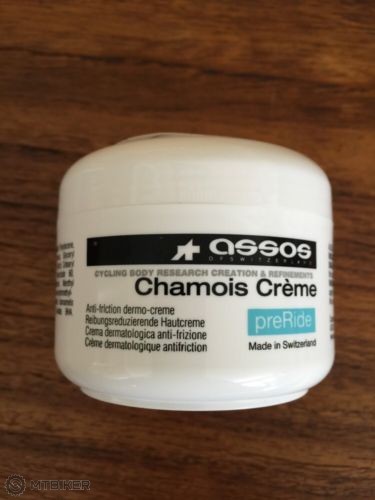 assos
OF SWITZERLAND
CYCLING BODY RESEARCH CREATION & REFINEMENTS
Chamois Crème
preRide
Made in Switzerland
Anti-friction dermo-creme
Reibungsreduzierende Hautcreme
Crema dermatologica anti-frizione
Crème dermatologique antifriction
MTBIKER